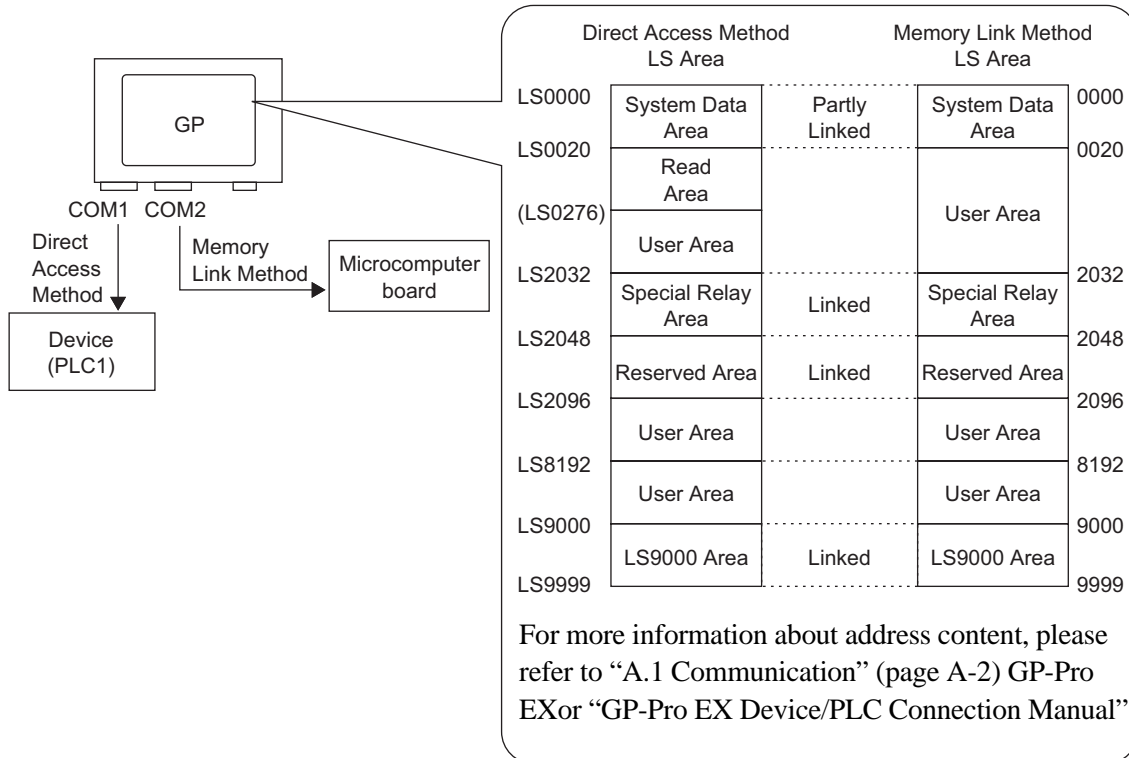 GP
COM1 COM2
Direct
Access
Method
Memory
Link Method
Device
(PLC1)
Microcomputer
board
Direct Access Method
LS Area
Memory Link Method
LS Area
LS0000
System Data
Area
Partly
Linked
System Data
Area
0000
LS0020
0020
Read
Area
(LS0276)
User Area
User Area
LS2032
2032
Special Relay
Area
Linked
Special Relay
Area
LS2048
2048
Reserved Area
Linked
Reserved Area
LS2096
2096
User Area
User Area
LS8192
8192
User Area
User Area
LS9000
9000
LS9000 Area
Linked
LS9000 Area
LS9999
9999
For more information about address content, please
refer to “A.1 Communication” (page A-2) GP-Pro
EXor “GP-Pro EX Device/PLC Connection Manual”